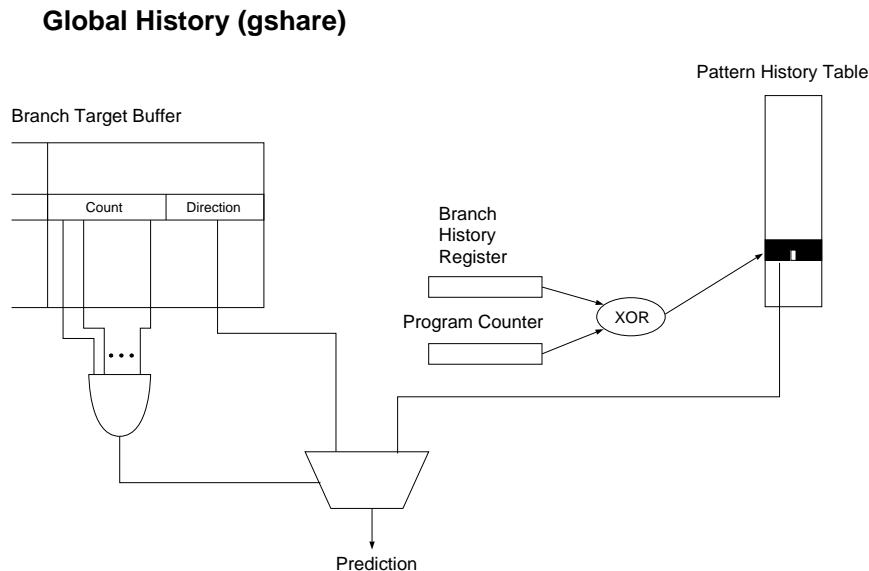 Global History (gshare)
Pattern History Table
Branch Target Buffer
Count
Direction
Branch
History
Register
Program Counter
XOR
Prediction